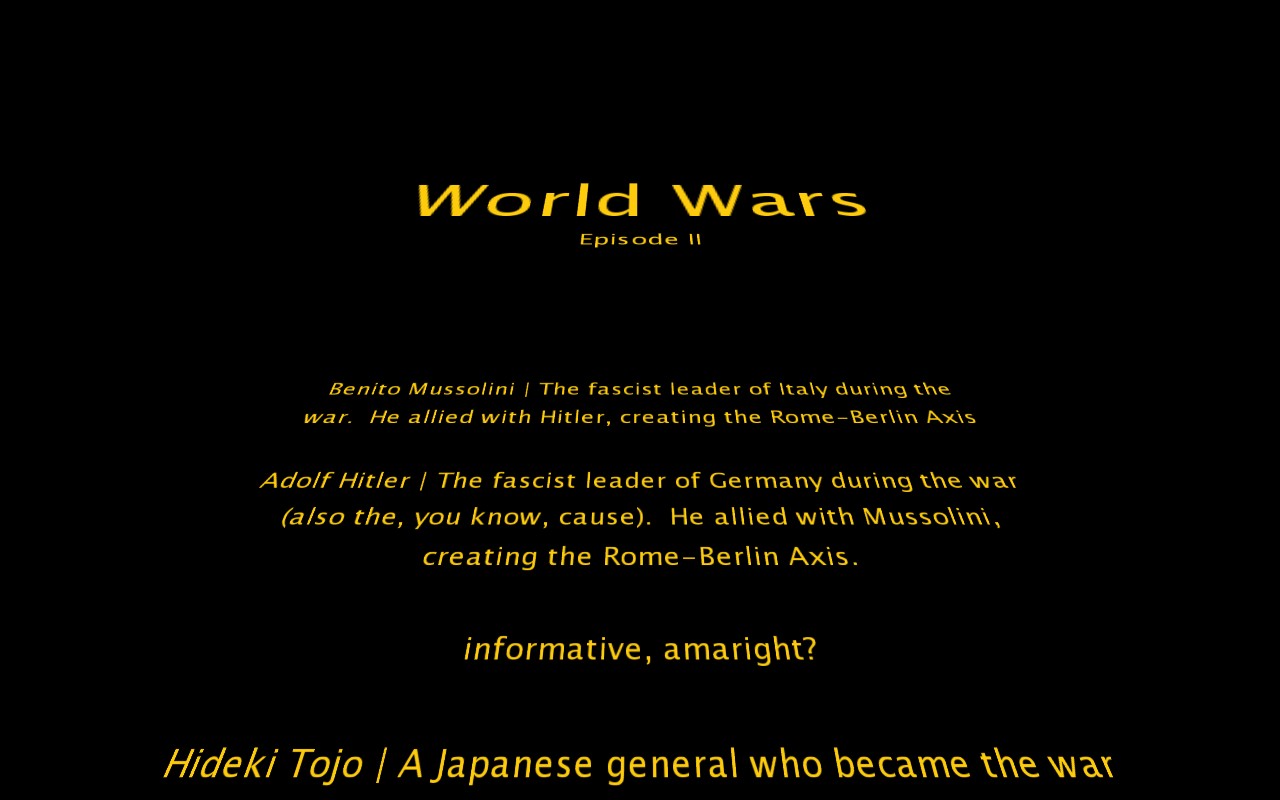 World Wars
Episode II
Benito Mussolini | The fascist leader of Italy during the
war.  He allied with Hitler, creating the Rome-Berlin Axis
Adolf Hitler | The fascist leader of Germany during the war
(also the, you know, cause).  He allied with Mussolini,
creating the Rome-Berlin Axis.
informative, amaright?
Hideki Tojo | A Japanese general who became the war